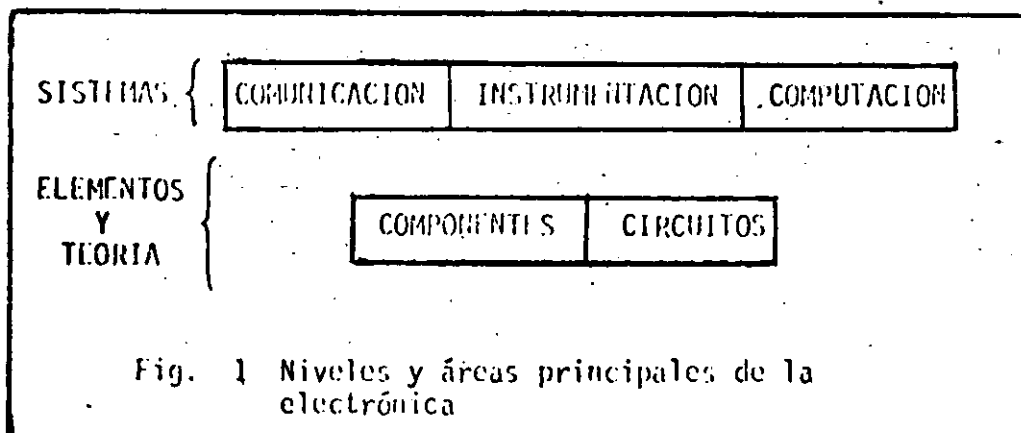 SISTEMAS
COMUNICACION INSTRUMENTACION COMPUTACION
ELEMENTOS
Y
TEORIA
COMPONENTES CIRCUITOS
Fig. 1 Niveles y áreas principales de la
electrónica